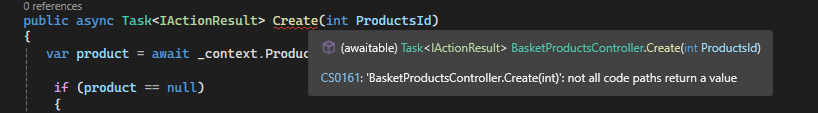 0 references
public async Task<IActionResult> Create(int ProductsId)
{
var product = await _context.Produc
(awaitable) Task<IActionResult> BasketProductsController.Create(int ProductsId)
CS0161: 'BasketProductsController.Create(int)': not all code paths return a value
if (product == null)
{